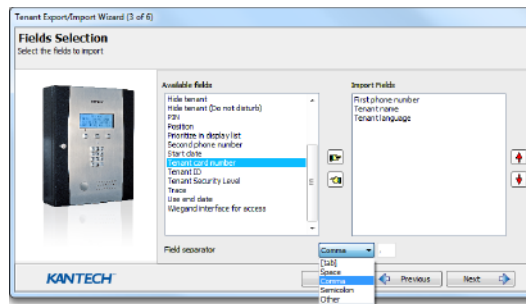 Tenant Export/Import Wizard (3 of 6)
Fields Selection
Select the fields to import
Available fields
Hide tenant
Hide tenant (Do not disturb)
PIN
Position
Prioritize in display list
Second phone number
Start date
Tenant card number
Tenant ID
Tenant Security Level
Trace
Use end date
Wiegand interface for access
Import Fields
First phone number
Tenant name
Tenant language
Field separator
Comma
[tab]
Space
Comma
Semicolon
Other
KANTECH
Previous
Next